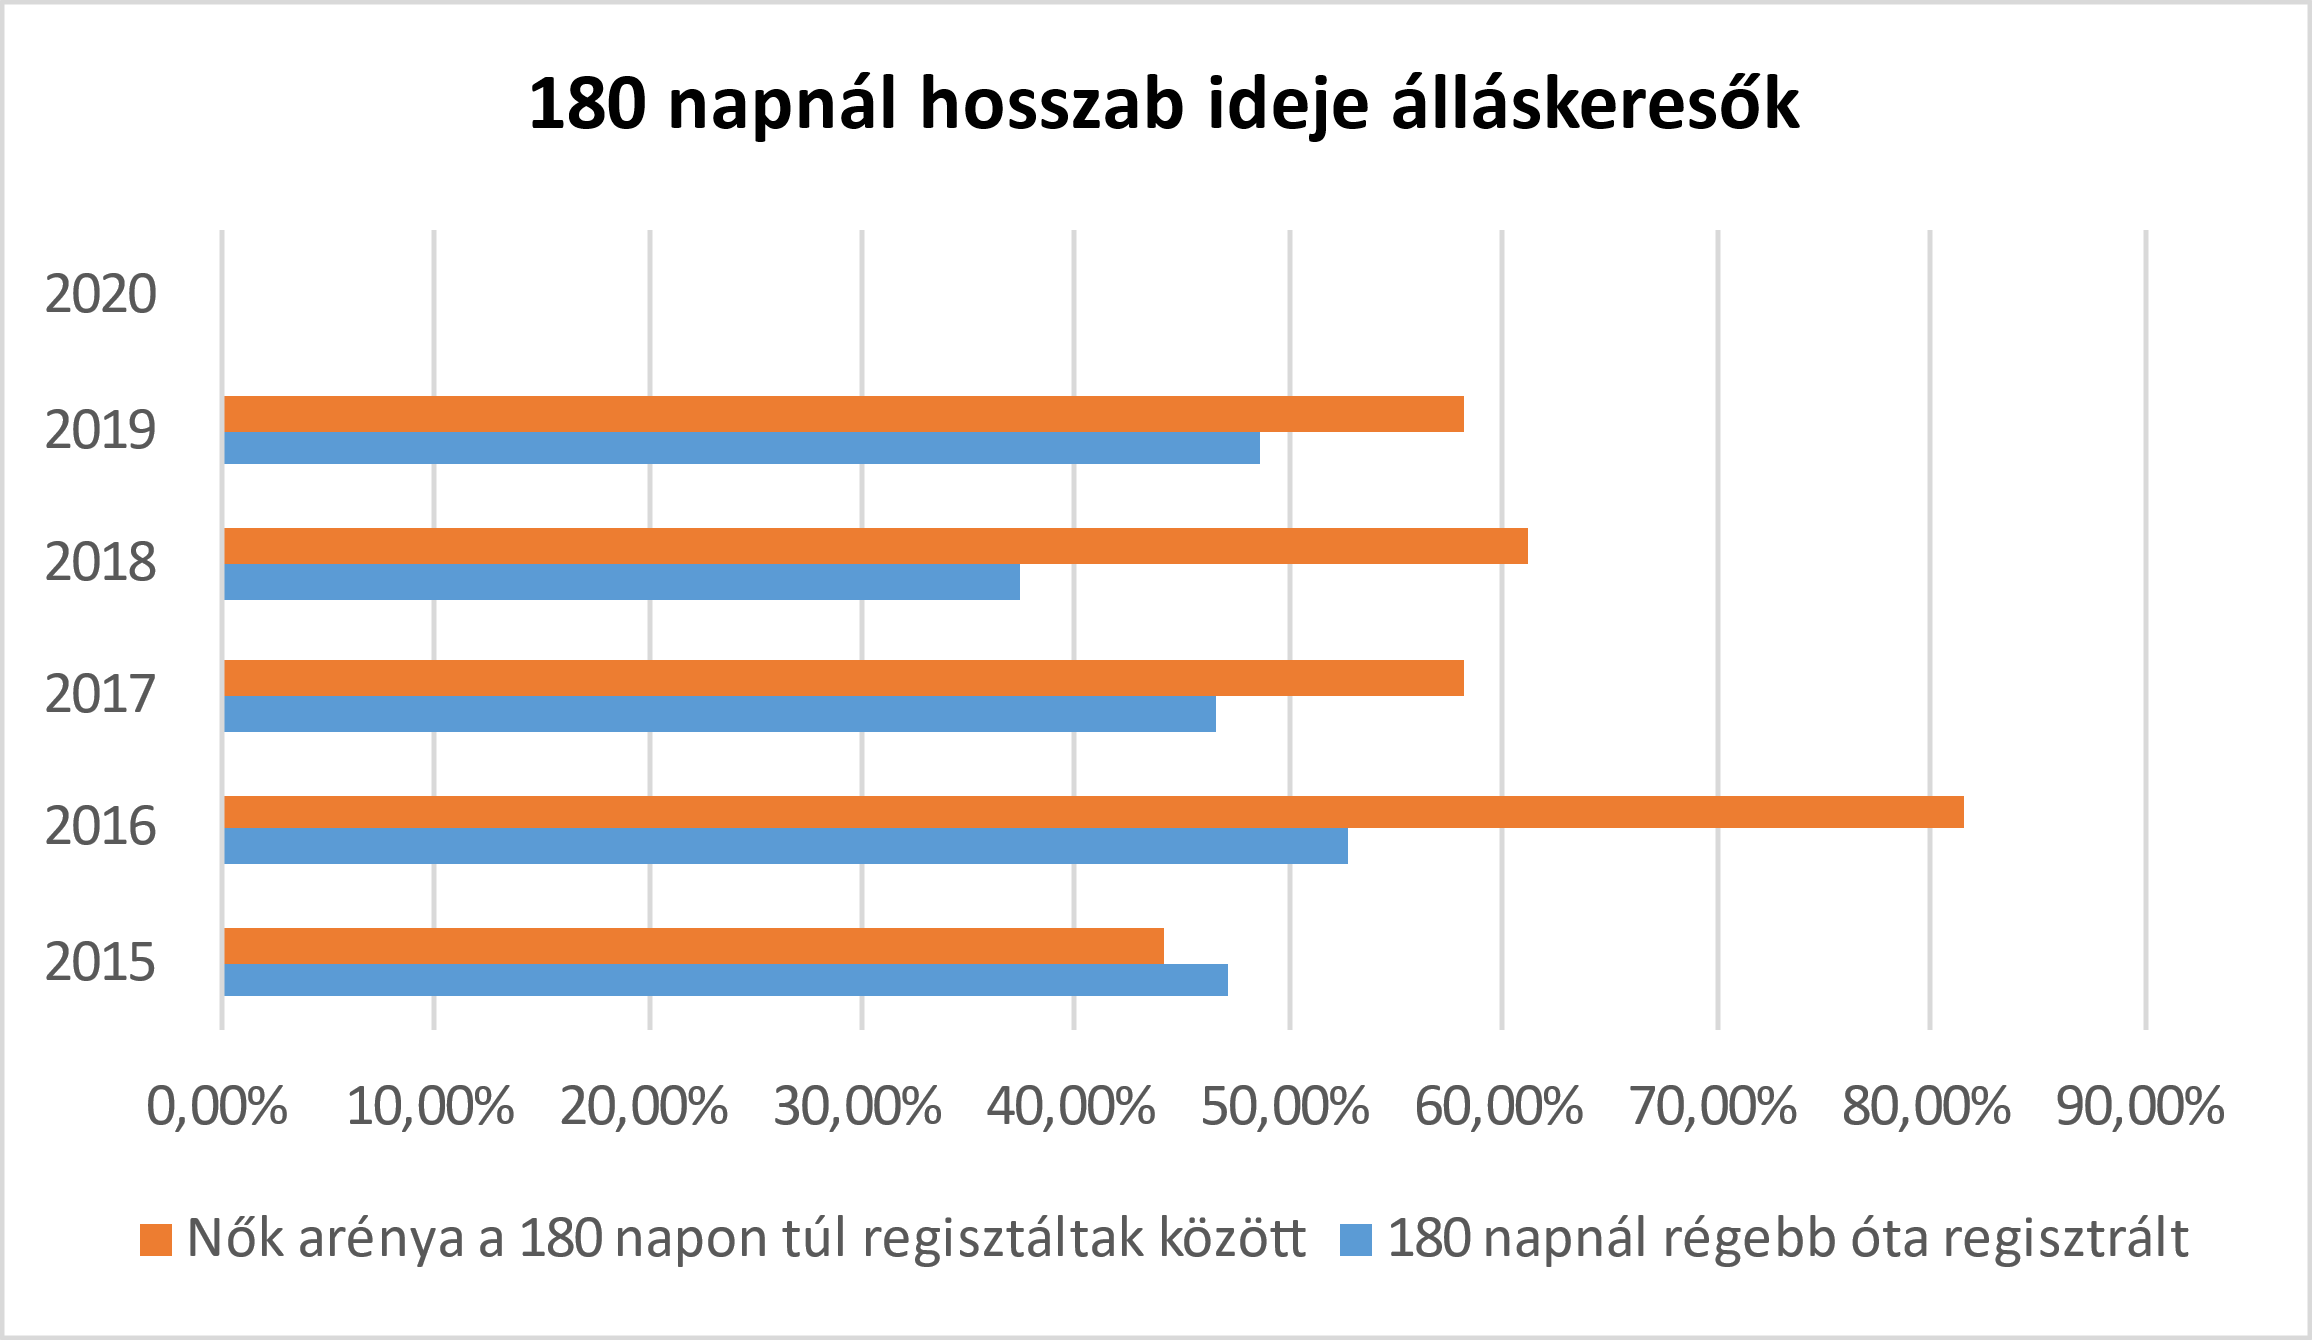 180 napnál hosszab ideje álláskeresők
2020
2019
2018
2017
2016
2015
0,00% 10,00% 20,00% 30,00% 40,00% 50,00% 60,00% 70,00% 80,00% 90,00%
Nők arénya a 180 napon túl regisztáltak között 180 napnál régebb óta regisztrált